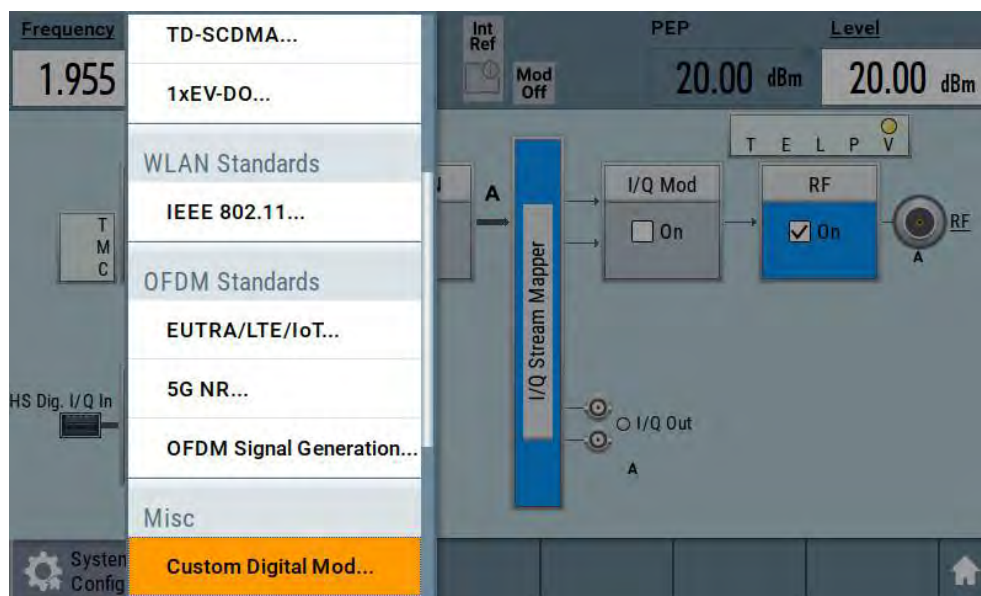 Frequency
1.955
TD-SCDMA...
1xEV-DO...
WLAN Standards
IEEE 802.11...
OFDM Standards
EUTRA/LTE/IoT...
5G NR...
OFDM Signal Generation...
Misc
Custom Digital Mod...
Int
Ref
Mod
Off
PEP
20.00 dBm
Level
20.00 dBm
T E L P V
T
M
C
A
I/Q Stream Mapper
I/Q Mod
On
RF
On
RF
A
HS Dig. I/Q In
I/Q Out
A
System
Config